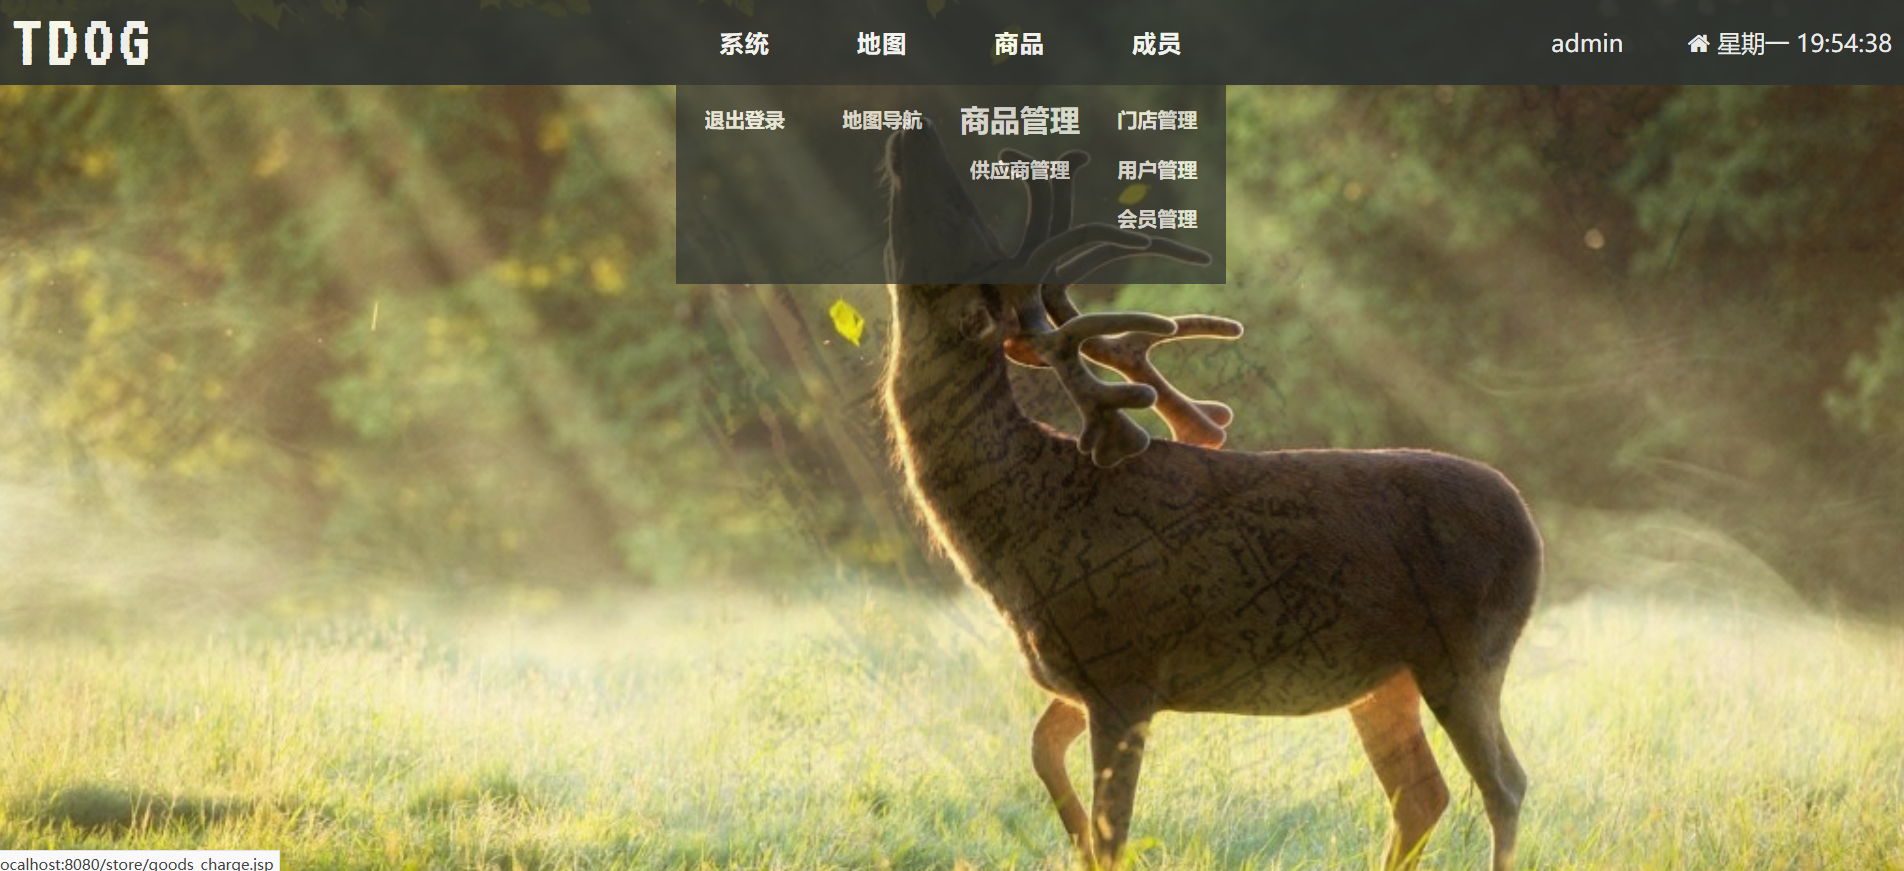 TDOG
系统 地图 商品 成员
admin
星期一 19:54:38
退出登录 地图导航 商品管理 门店管理
供应商管理 用户管理
会员管理
ocalhost:8080/store/goods_charge.jsp